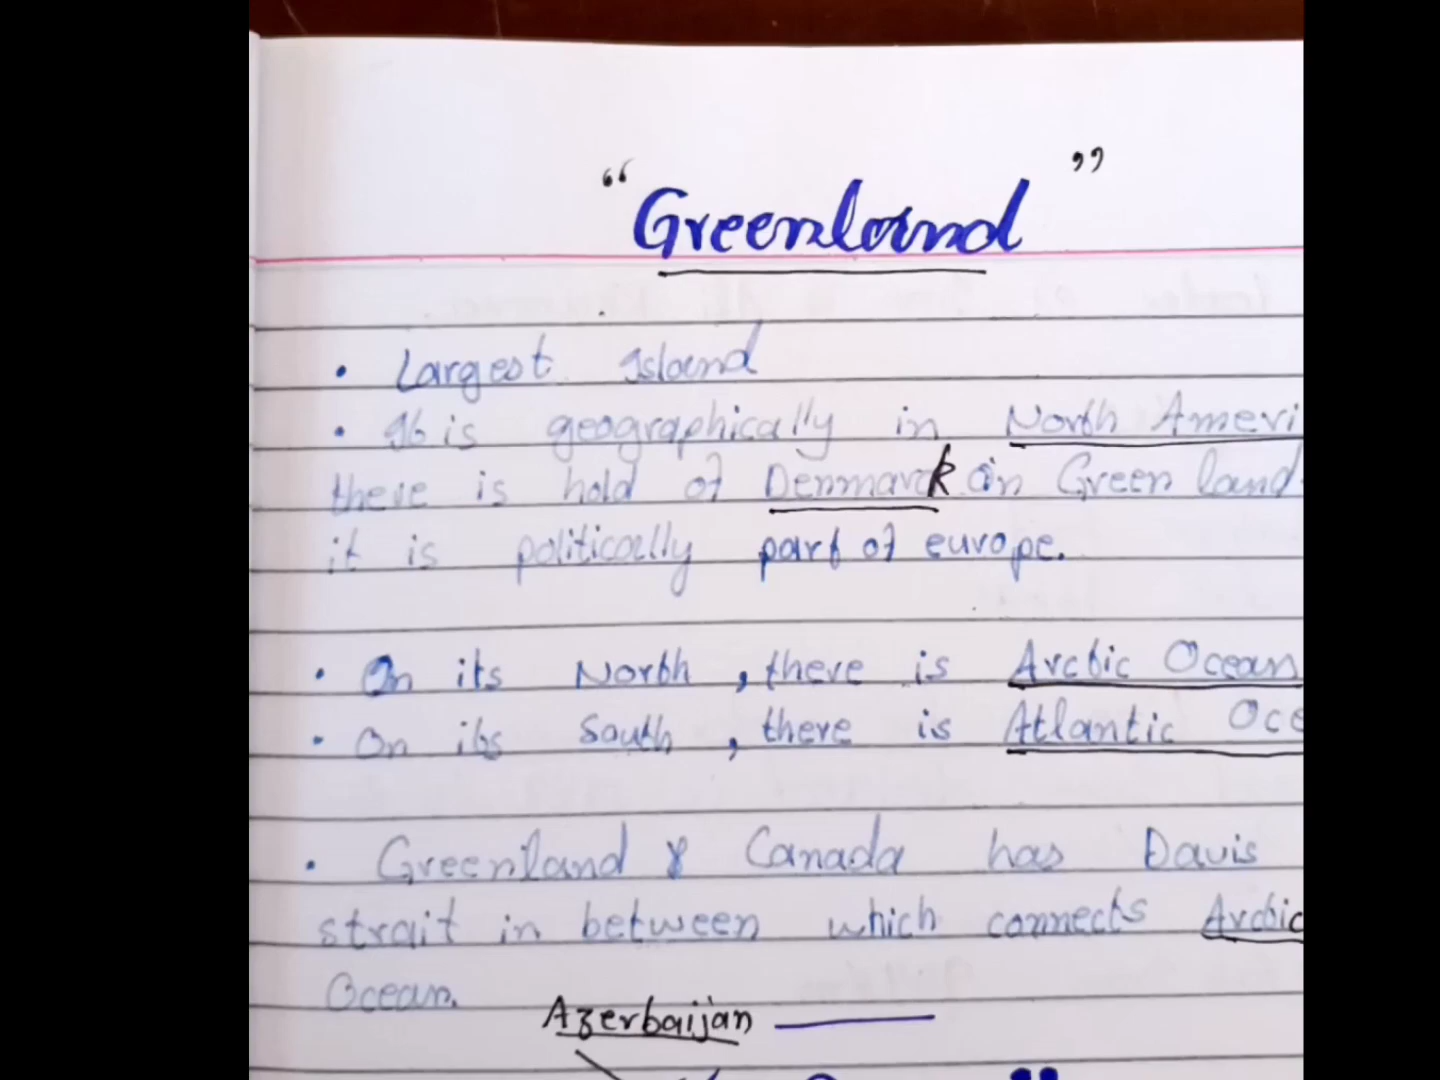 “Greenland”
• Largest Island
• It is geographically in North Ameri
there is hold of Denmark in Green land.
it is politically part of europe.
• On its North, there is Arctic Ocean
• On its South, there is Atlantic Oce
• Greenland & Canada has Davis
strait in between which connects Arctic
Ocean.
Azerbaijan